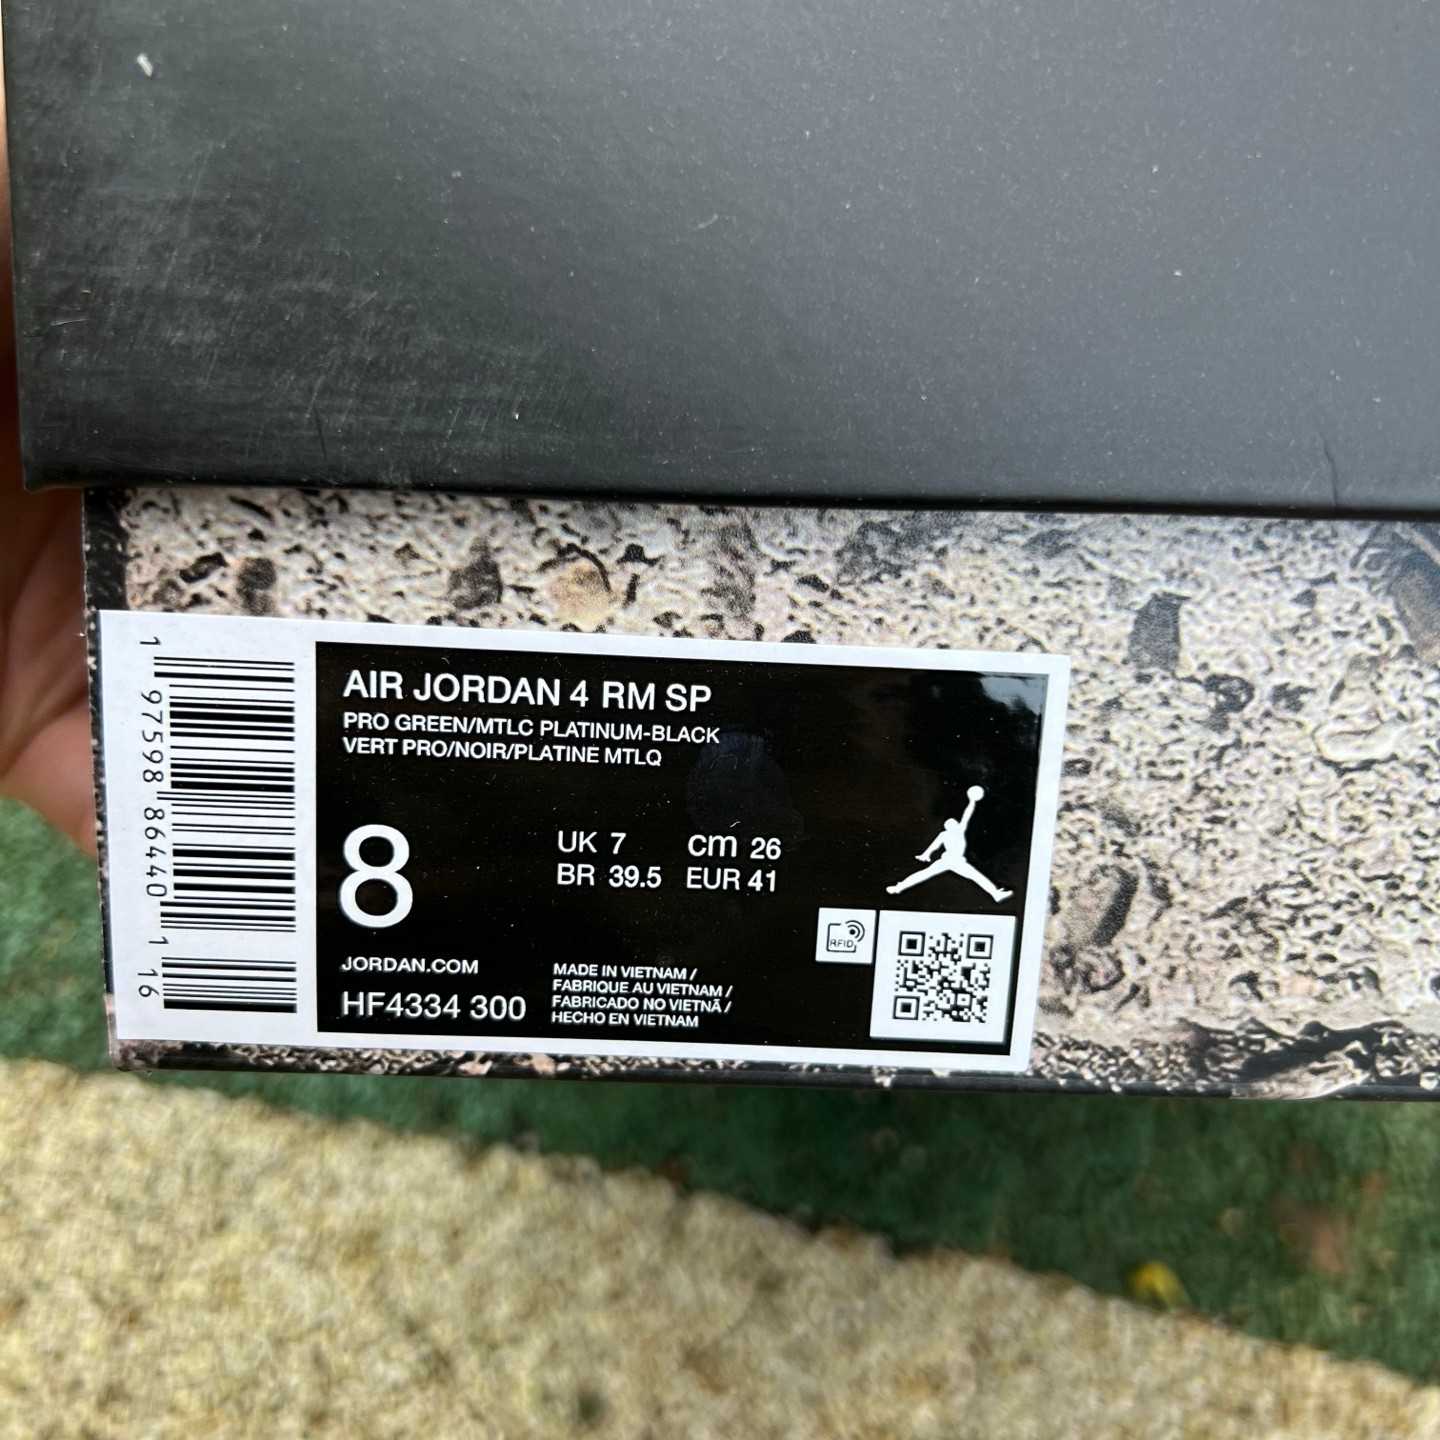 1 97598 86440 1 16
AIR JORDAN 4 RM SP
PRO GREEN/MTLC PLATINUM-BLACK
VERT PRO/NOIR/PLATINE MTLQ
8
UK 7 cm 26
BR 39.5 EUR 41
RFID
JORDAN.COM
HF4334 300
MADE IN VIETNAM /
FABRIQUE AU VIETNAM /
FABRICADO NO VIETNÃ /
HECHO EN VIETNAM